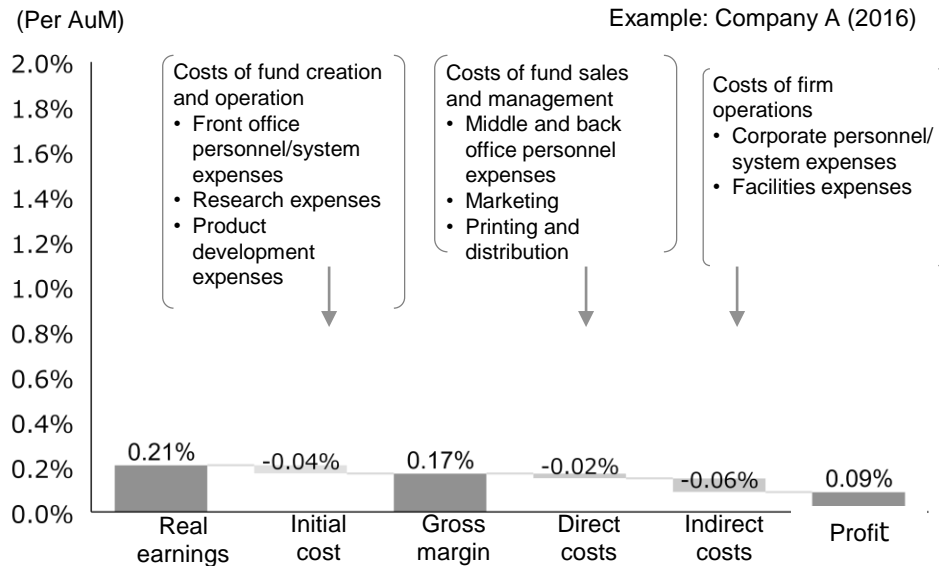 (Per AuM)
Example: Company A (2016)
2.0%
1.8%
1.6%
1.4%
1.2%
1.0%
0.8%
0.6%
0.4%
0.2%
0.0%
Costs of fund creation
and operation
• Front office
personnel/system
expenses
• Research expenses
• Product
development
expenses
Costs of fund sales
and management
• Middle and back
office personnel
expenses
• Marketing
• Printing and
distribution
Costs of firm
operations
• Corporate personnel/
system expenses
• Facilities expenses
0.21%
-0.04%
0.17%
-0.02%
-0.06%
0.09%
Real
earnings
Initial
cost
Gross
margin
Direct
costs
Indirect
costs
Profit